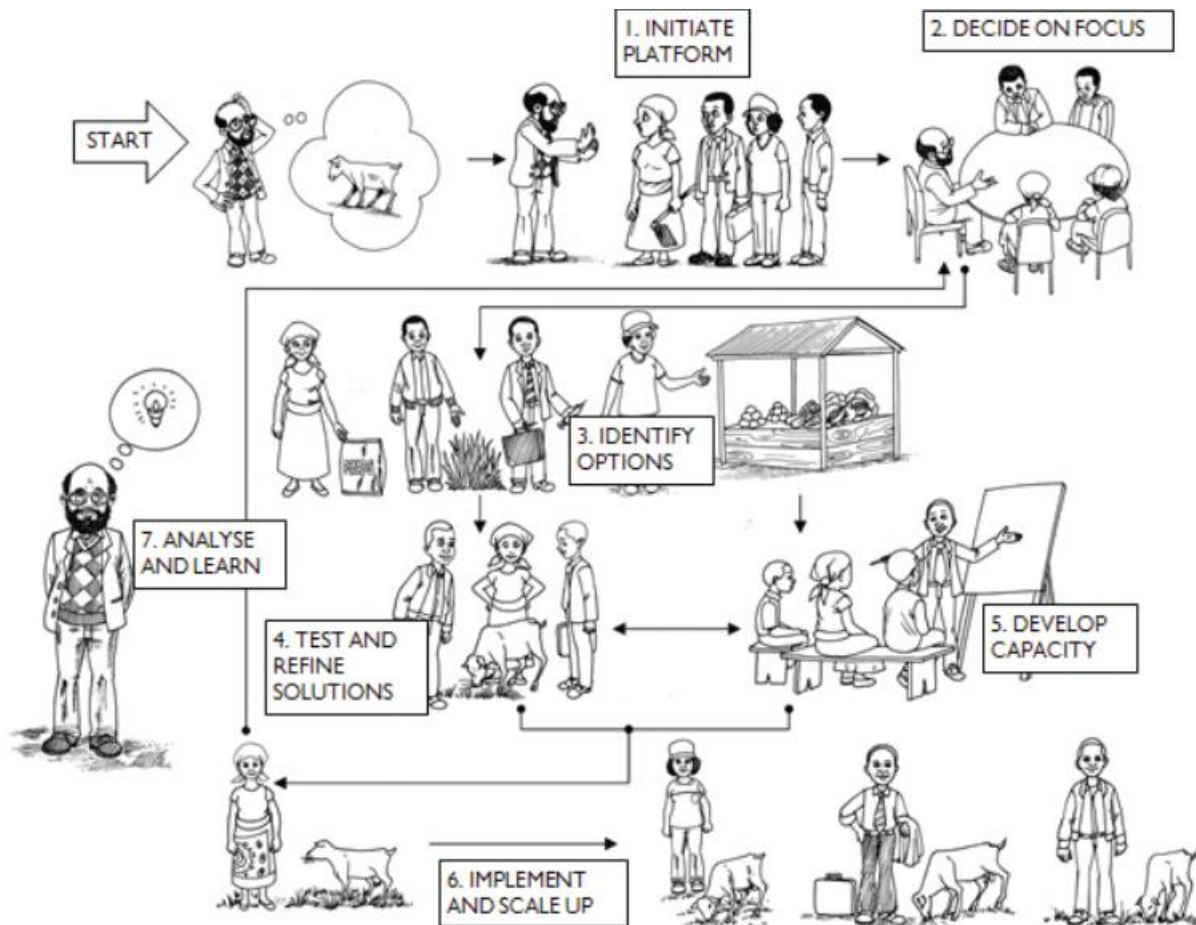 START
1. INITIATE
PLATFORM
2. DECIDE ON FOCUS
3. IDENTIFY
OPTIONS
4. TEST AND
REFINE
SOLUTIONS
5. DEVELOP
CAPACITY
6. IMPLEMENT
AND SCALE UP
7. ANALYSE
AND LEARN